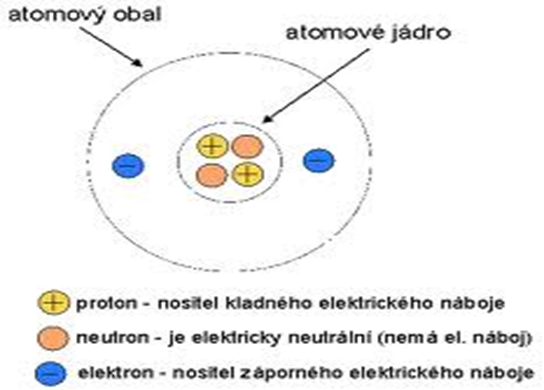 atomový obal
atomové jádro
+ +
− −
+ proton - nositel kladného elektrického náboje
neutron - je elektricky neutrální (nemá el. náboj)
− elektron - nositel záporného elektrického náboje